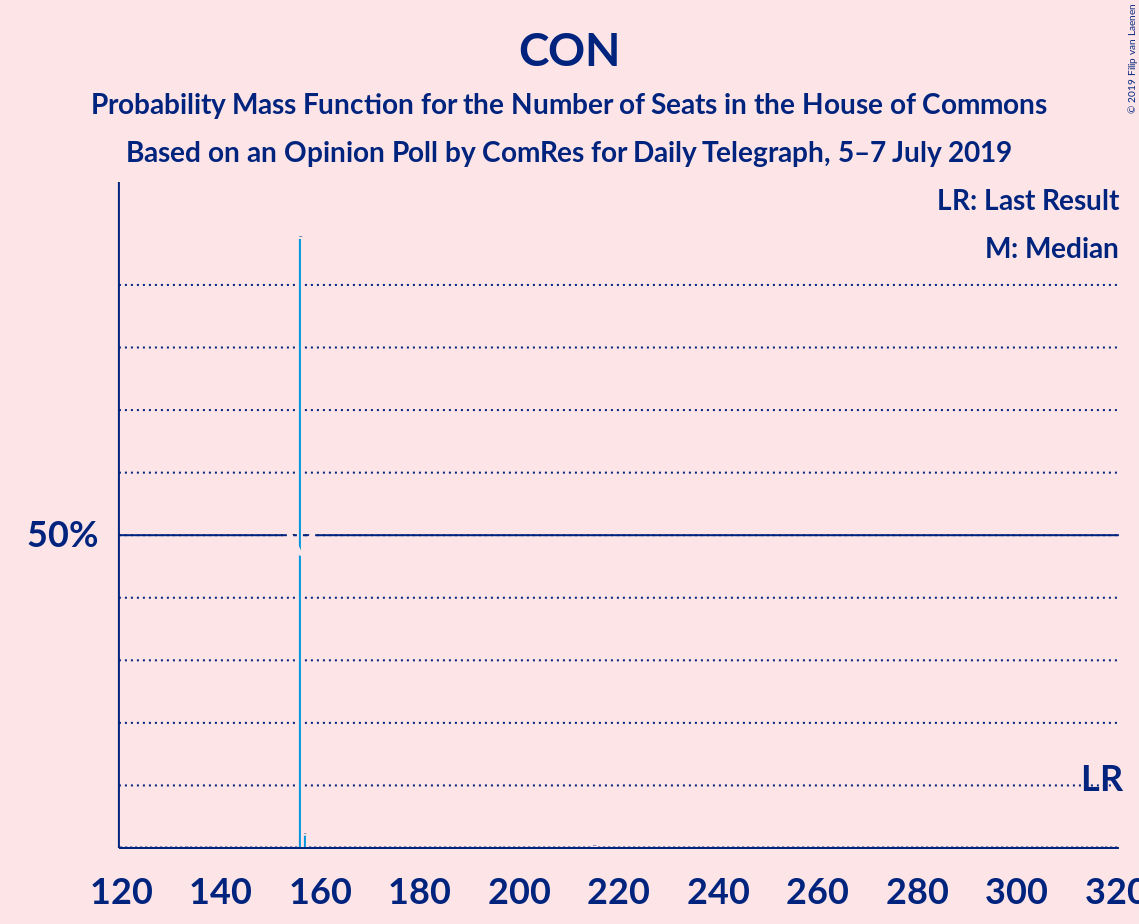 CON
Probability Mass Function for the Number of Seats in the House of Commons
Based on an Opinion Poll by ComRes for Daily Telegraph, 5–7 July 2019
© 2019 Filip van Laenen
LR: Last Result
M: Median
50%
LR
120 140 160 180 200 220 240 260 280 300 320